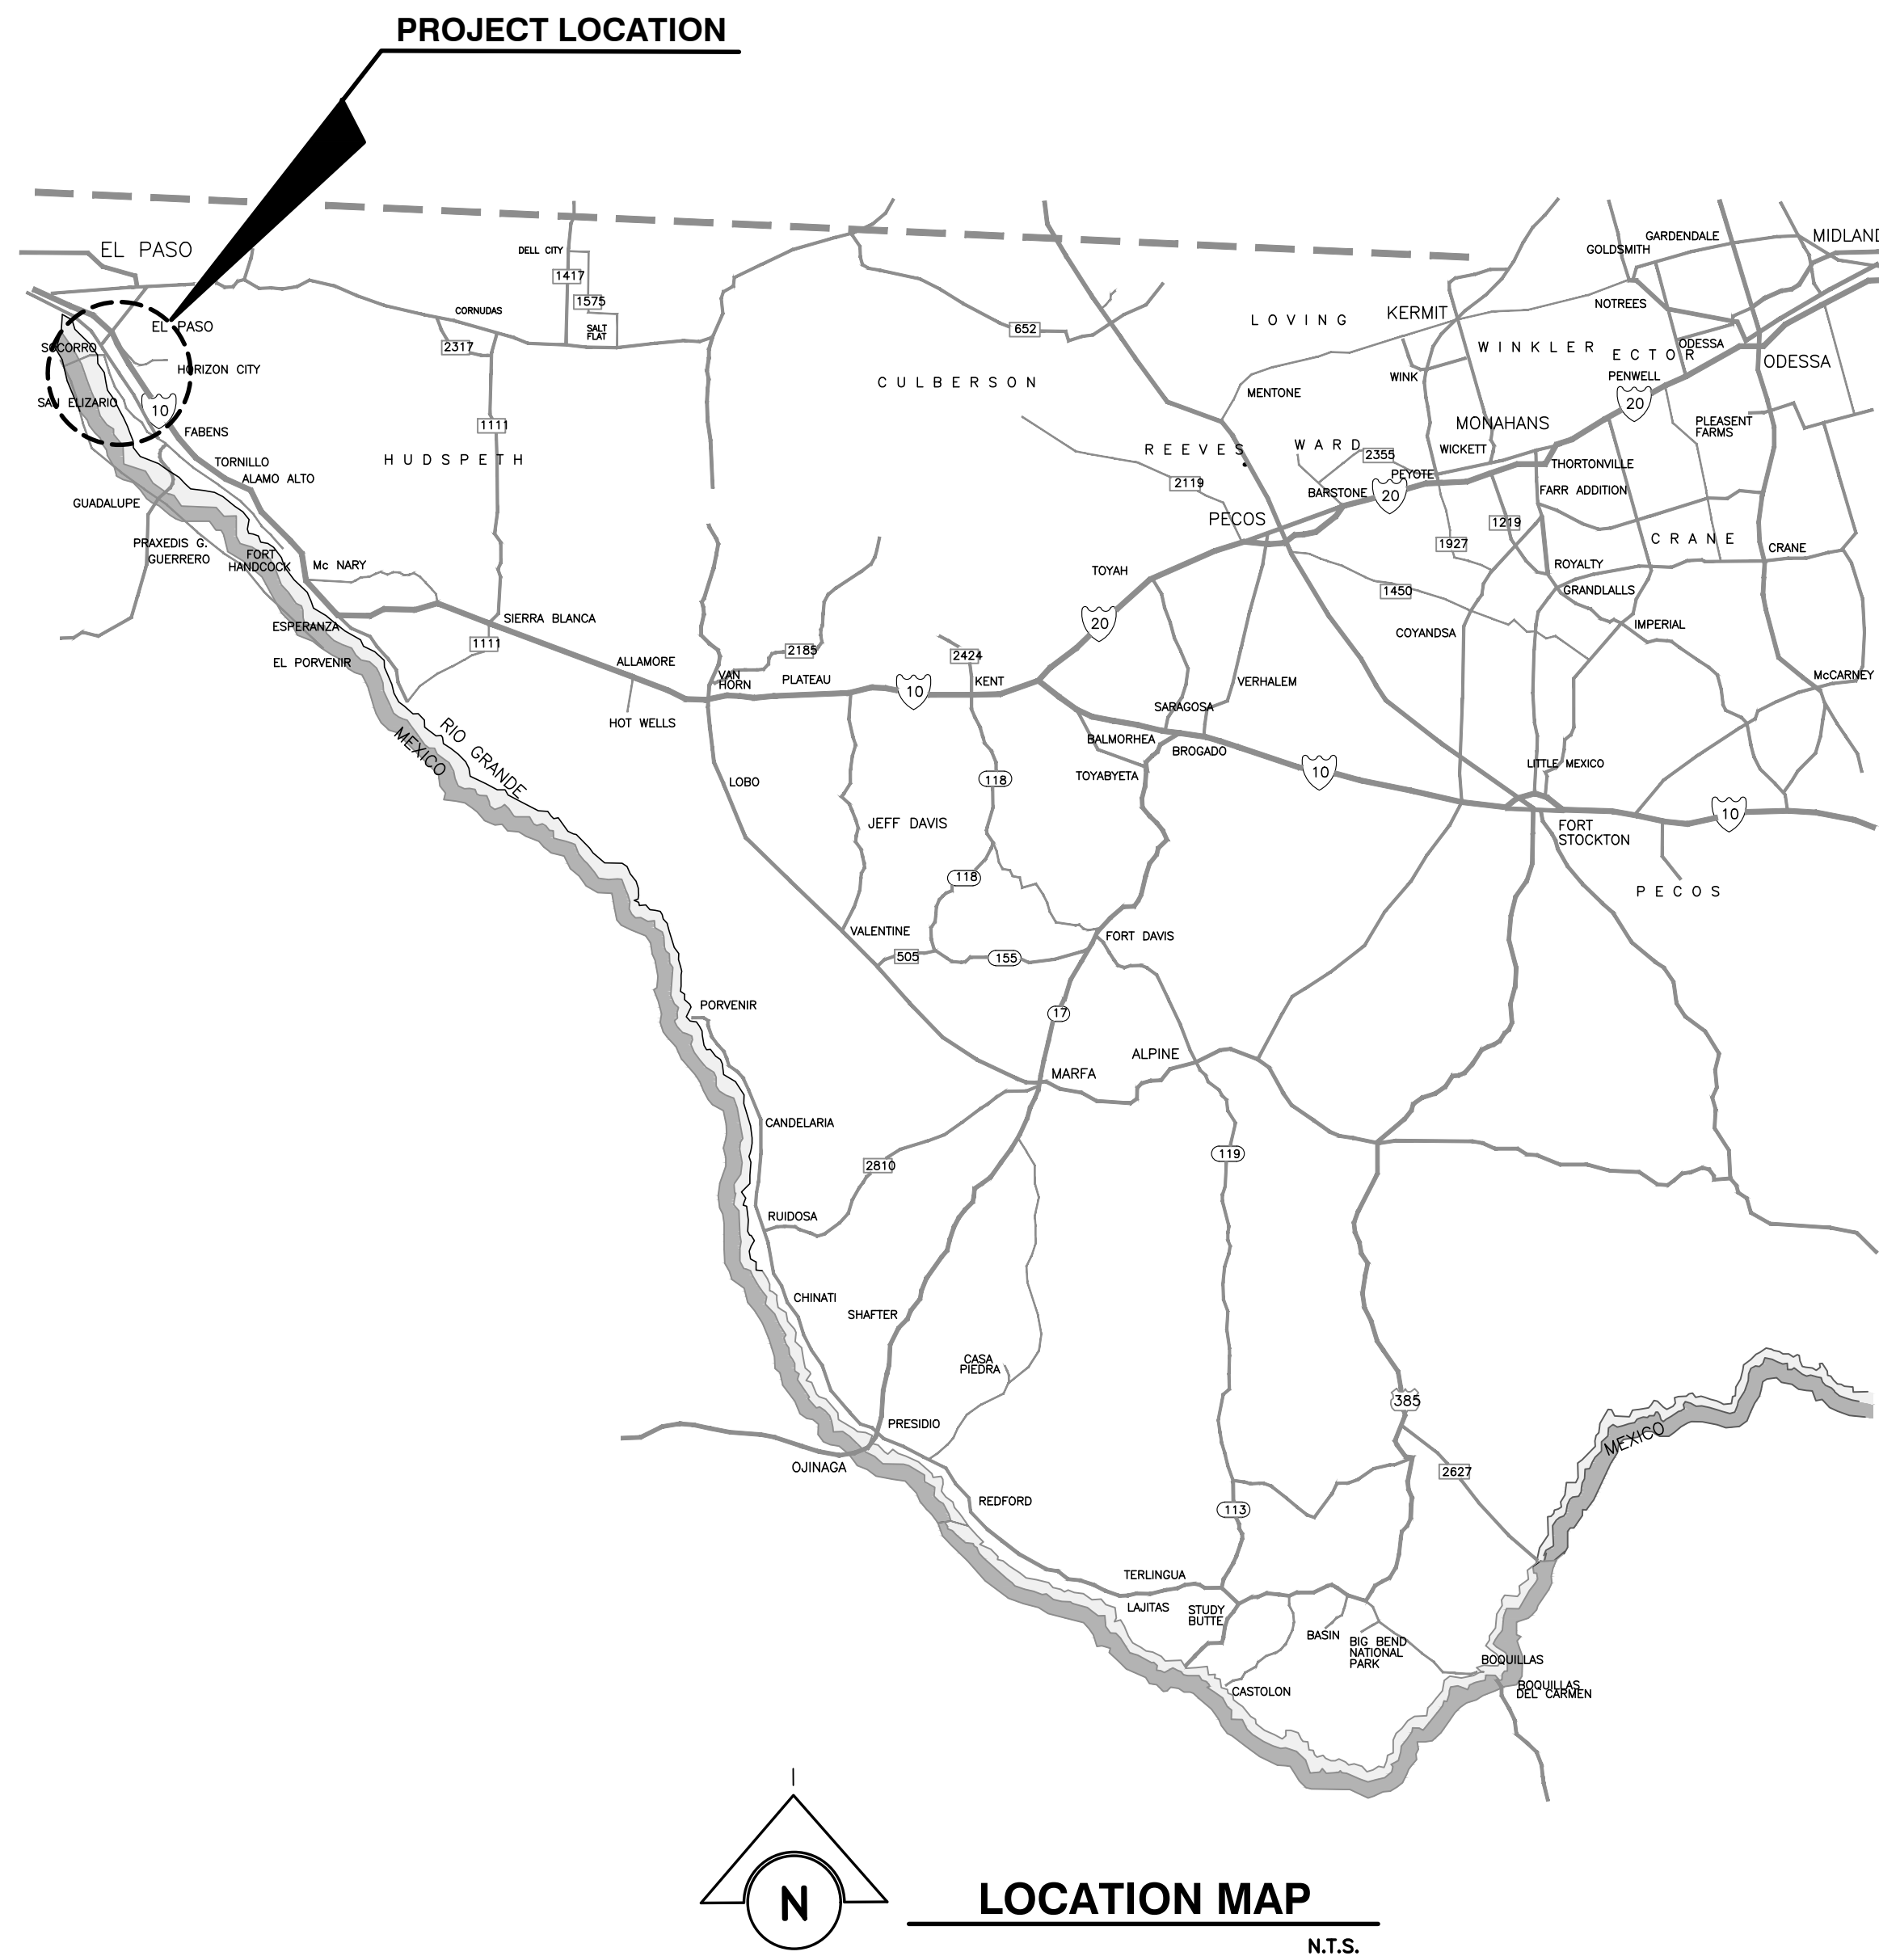 PROJECT LOCATION
EL PASO
DELL CITY
1417
1575
SALT
FLAT
CORNUDAS
2317
EL PASO
SOCORRO
HORIZON CITY
SAN ELIZARIO
10
FABENS
TORNILLO
ALAMO ALTO
GUADALUPE
PRAXEDIS G.
GUERRERO
FORT
HANDCOCK
Mc NARY
HUDSPETH
1111
ESPERANZA
EL PORVENIR
SIERRA BLANCA
1111
ALLAMORE
HOT WELLS
VAN
HORN
PLATEAU
2185
10
2424
KENT
CULBERSON
652
LOVING
KERMIT
WINKLER
ECTOR
GOLDSMITH
GARDENDALE
MIDLAND
NOTREES
ODESSA
ODESSA
PENWELL
20
WINK
MENTONE
MONAHANS
PLEASENT
FARMS
REEVES
WARD
2355
WICKETT
PEYOTE
THORTONVILLE
2119
BARSTONE
20
FARR ADDITION
PECOS
1219
1927
CRANE
CRANE
TOYAH
ROYALTY
1450
GRANDLALLS
20
COYANDSA
IMPERIAL
McCARNEY
VERHALEM
SARAGOSA
BALMORHEA
BROGADO
TOYABYETA
10
LITTLE MEXICO
10
FORT
STOCKTON
PECOS
RIO GRANDE
MEXICO
LOBO
118
JEFF DAVIS
118
VALENTINE
505
155
FORT DAVIS
17
PORVENIR
ALPINE
MARFA
CANDELARIA
2810
119
RUIDOSA
CHINATI
SHAFTER
CASA
PIEDRA
385
PRESIDIO
OJINAGA
MEXICO
2627
REDFORD
113
TERLINGUA
LAJITAS
STUDY
BUTTE
BASIN
BIG BEND
NATIONAL
PARK
BOQUILLAS
BOQUILLAS
DEL CARMEN
CASTOLON
N
LOCATION MAP
N.T.S.